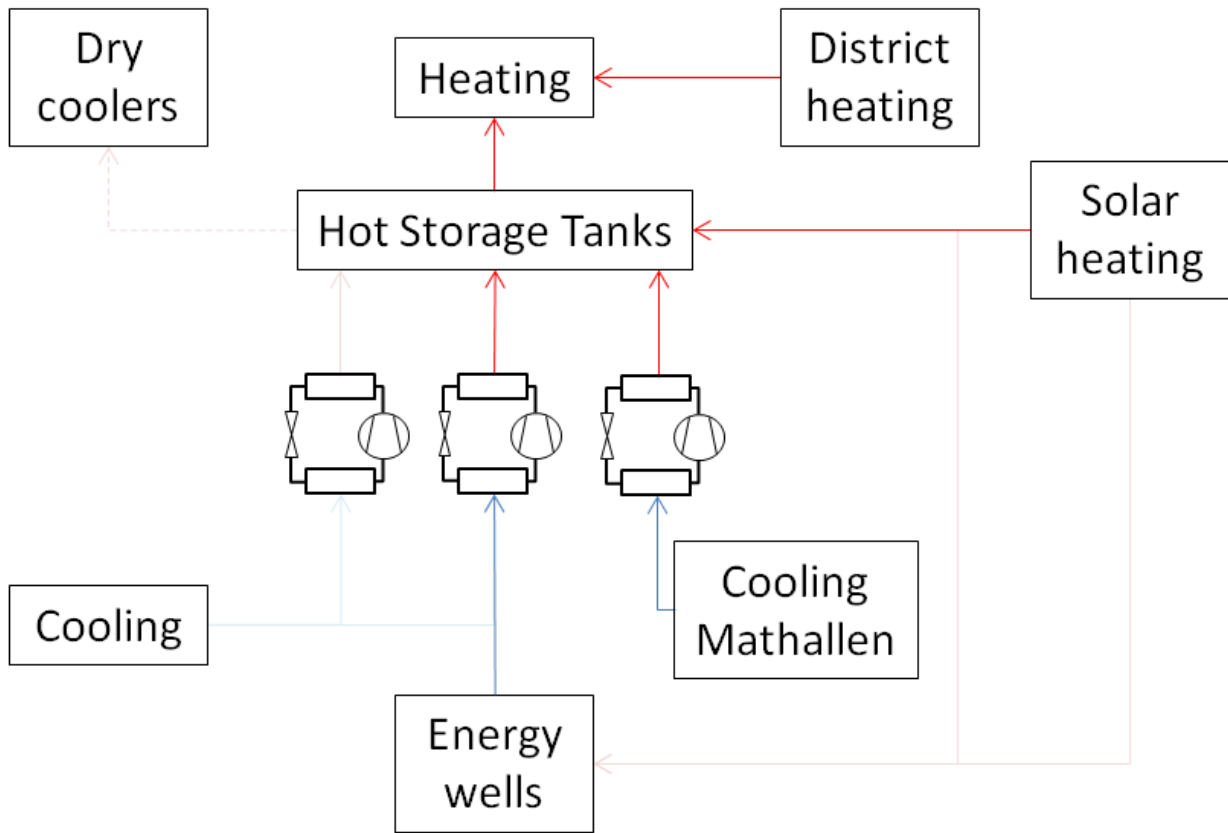 Dry
coolers
Heating
District
heating
Hot Storage Tanks
Solar
heating
Cooling
Mathallen
Cooling
Energy
wells